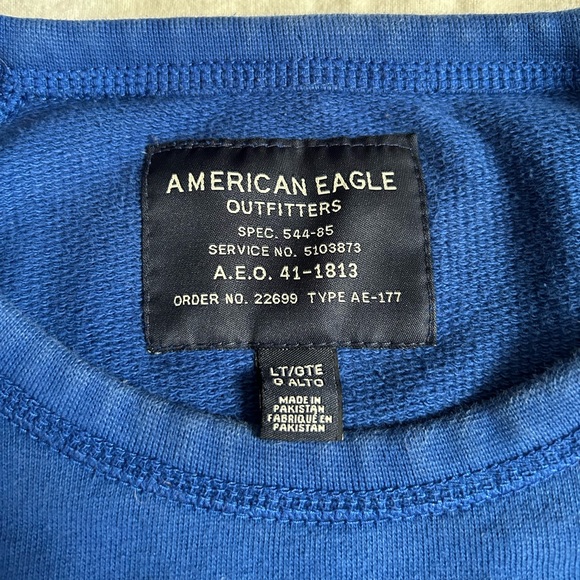 AMERICAN EAGLE
OUTFITTERS
SPEC. 544-85
SERVICE NO. 5103873
A.E.O. 41-1813
ORDER NO. 22699 TYPE AE-177
LT/GTE
G ALTO
MADE IN
PAKISTAN
FABRIQUÉ EN
PAKISTAN